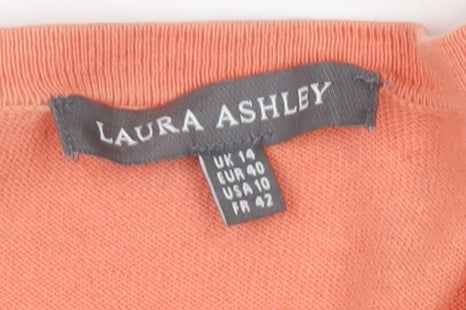 LAURA ASHLEY
UK 14
EUR 40
USA 10
FR 42